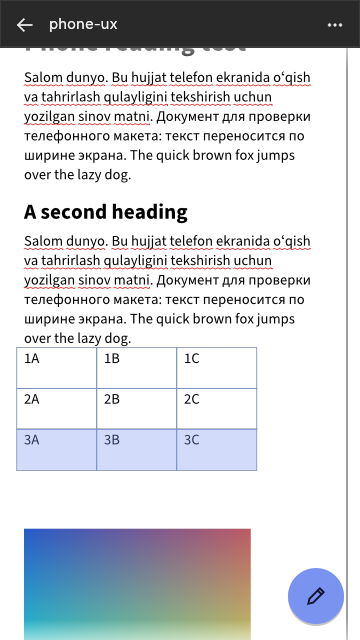 phone-ux
Phone reading test
Salom dunyo. Bu hujjat telefon ekranida oʻqish
va tahrirlash qulayligini tekshirish uchun
yozilgan sinov matni. Документ для проверки
телефонного макета: текст переносится по
ширине экрана. The quick brown fox jumps
over the lazy dog.
A second heading
Salom dunyo. Bu hujjat telefon ekranida oʻqish
va tahrirlash qulayligini tekshirish uchun
yozilgan sinov matni. Документ для проверки
телефонного макета: текст переносится по
ширине экрана. The quick brown fox jumps
over the lazy dog.
1A 1B 1C
2A 2B 2C
3A 3B 3C